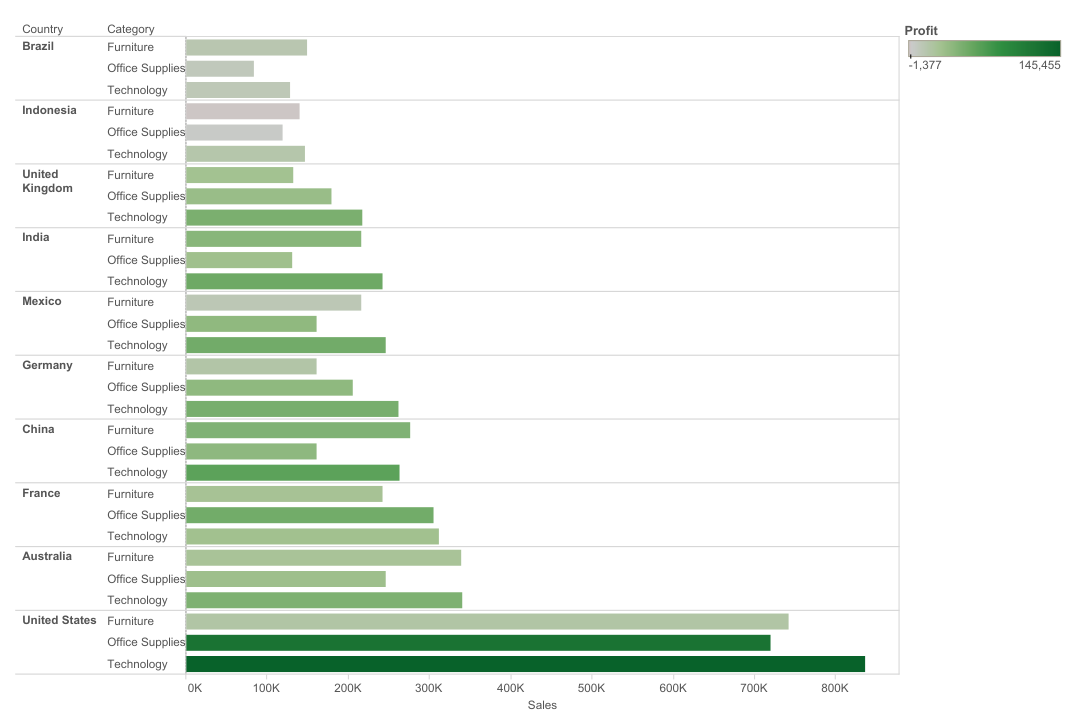 Country Category
Profit
-1,377 145,455
Brazil Furniture
Office Supplies
Technology
Indonesia Furniture
Office Supplies
Technology
United Furniture
Kingdom
Office Supplies
Technology
India Furniture
Office Supplies
Technology
Mexico Furniture
Office Supplies
Technology
Germany Furniture
Office Supplies
Technology
China Furniture
Office Supplies
Technology
France Furniture
Office Supplies
Technology
Australia Furniture
Office Supplies
Technology
United States Furniture
Office Supplies
Technology
0K 100K 200K 300K 400K 500K 600K 700K 800K
Sales